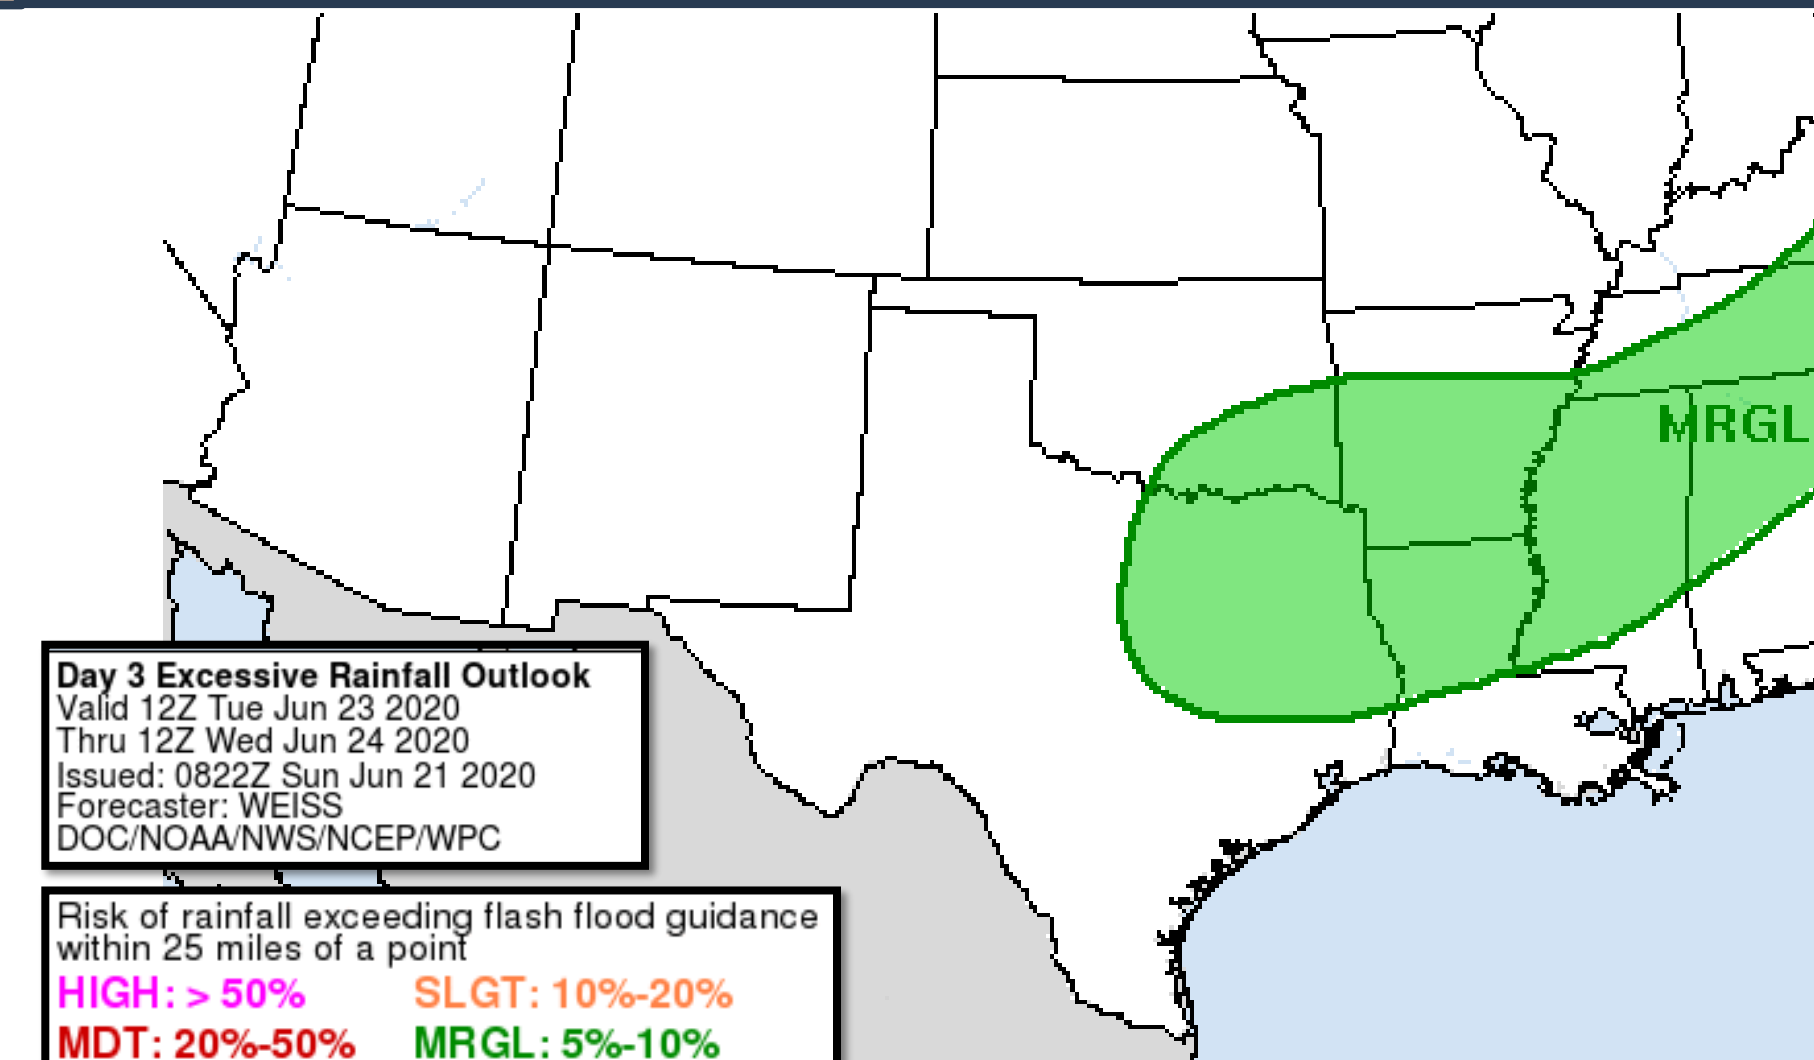 MRGL
Day 3 Excessive Rainfall Outlook
Valid 12Z Tue Jun 23 2020
Thru 12Z Wed Jun 24 2020
Issued: 0822Z Sun Jun 21 2020
Forecaster: WEISS
DOC/NOAA/NWS/NCEP/WPC
Risk of rainfall exceeding flash flood guidance
within 25 miles of a point
HIGH: > 50% SLGT: 10%-20%
MDT: 20%-50% MRGL: 5%-10%